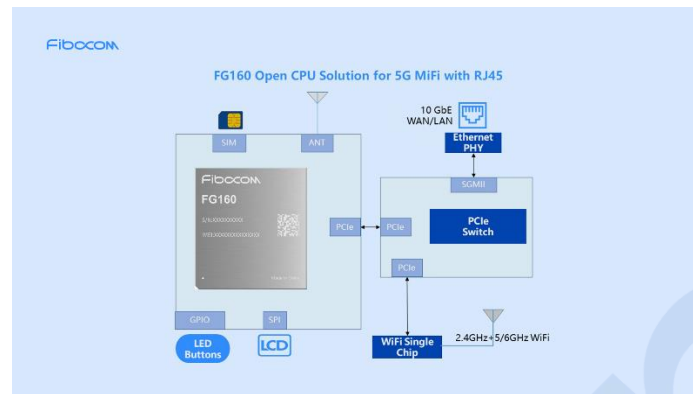 Fibocom
FG160 Open CPU Solution for 5G MiFi with RJ45
10 GbE
WAN/LAN
Ethernet
PHY
SIM
ANT
SGMII
Fibocom
FG160
PCIe
PCIe
PCIe
Switch
PCIe
GPIO
SPI
LED
Buttons
LCD
WiFi Single
Chip
2.4GHz+5/6GHz WiFi